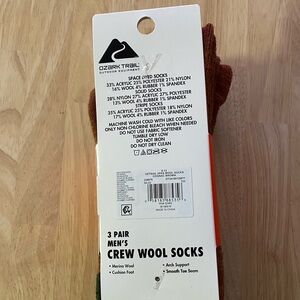 OZARK TRAIL
OUTDOOR EQUIPMENT
SPACE DYED SOCKS
33% ACRYLIC 25% POLYESTER 21% NYLON
16% WOOL 4% RUBBER 1% SPANDEX
SOLID SOCKS
28% NYLON 27% ACRYLIC 27% POLYESTER
13% WOOL 4% RUBBER 1% SPANDEX
STRIPE SOCKS
35% ACRYLIC 25% POLYESTER 18% NYLON
17% WOOL 4% RUBBER 1% SPANDEX
MACHINE WASH COLD WITH LIKE COLORS
ONLY NON-CHLORINE BLEACH WHEN NEEDED
DO NOT USE FABRIC SOFTENER
TUMBLE DRY LOW
DO NOT IRON
DO NOT DRY CLEAN
3 PAIR
MEN'S
CREW WOOL SOCKS
• Merino Wool
• Arch Support
• Cushion Foot
• Smooth Toe Seam